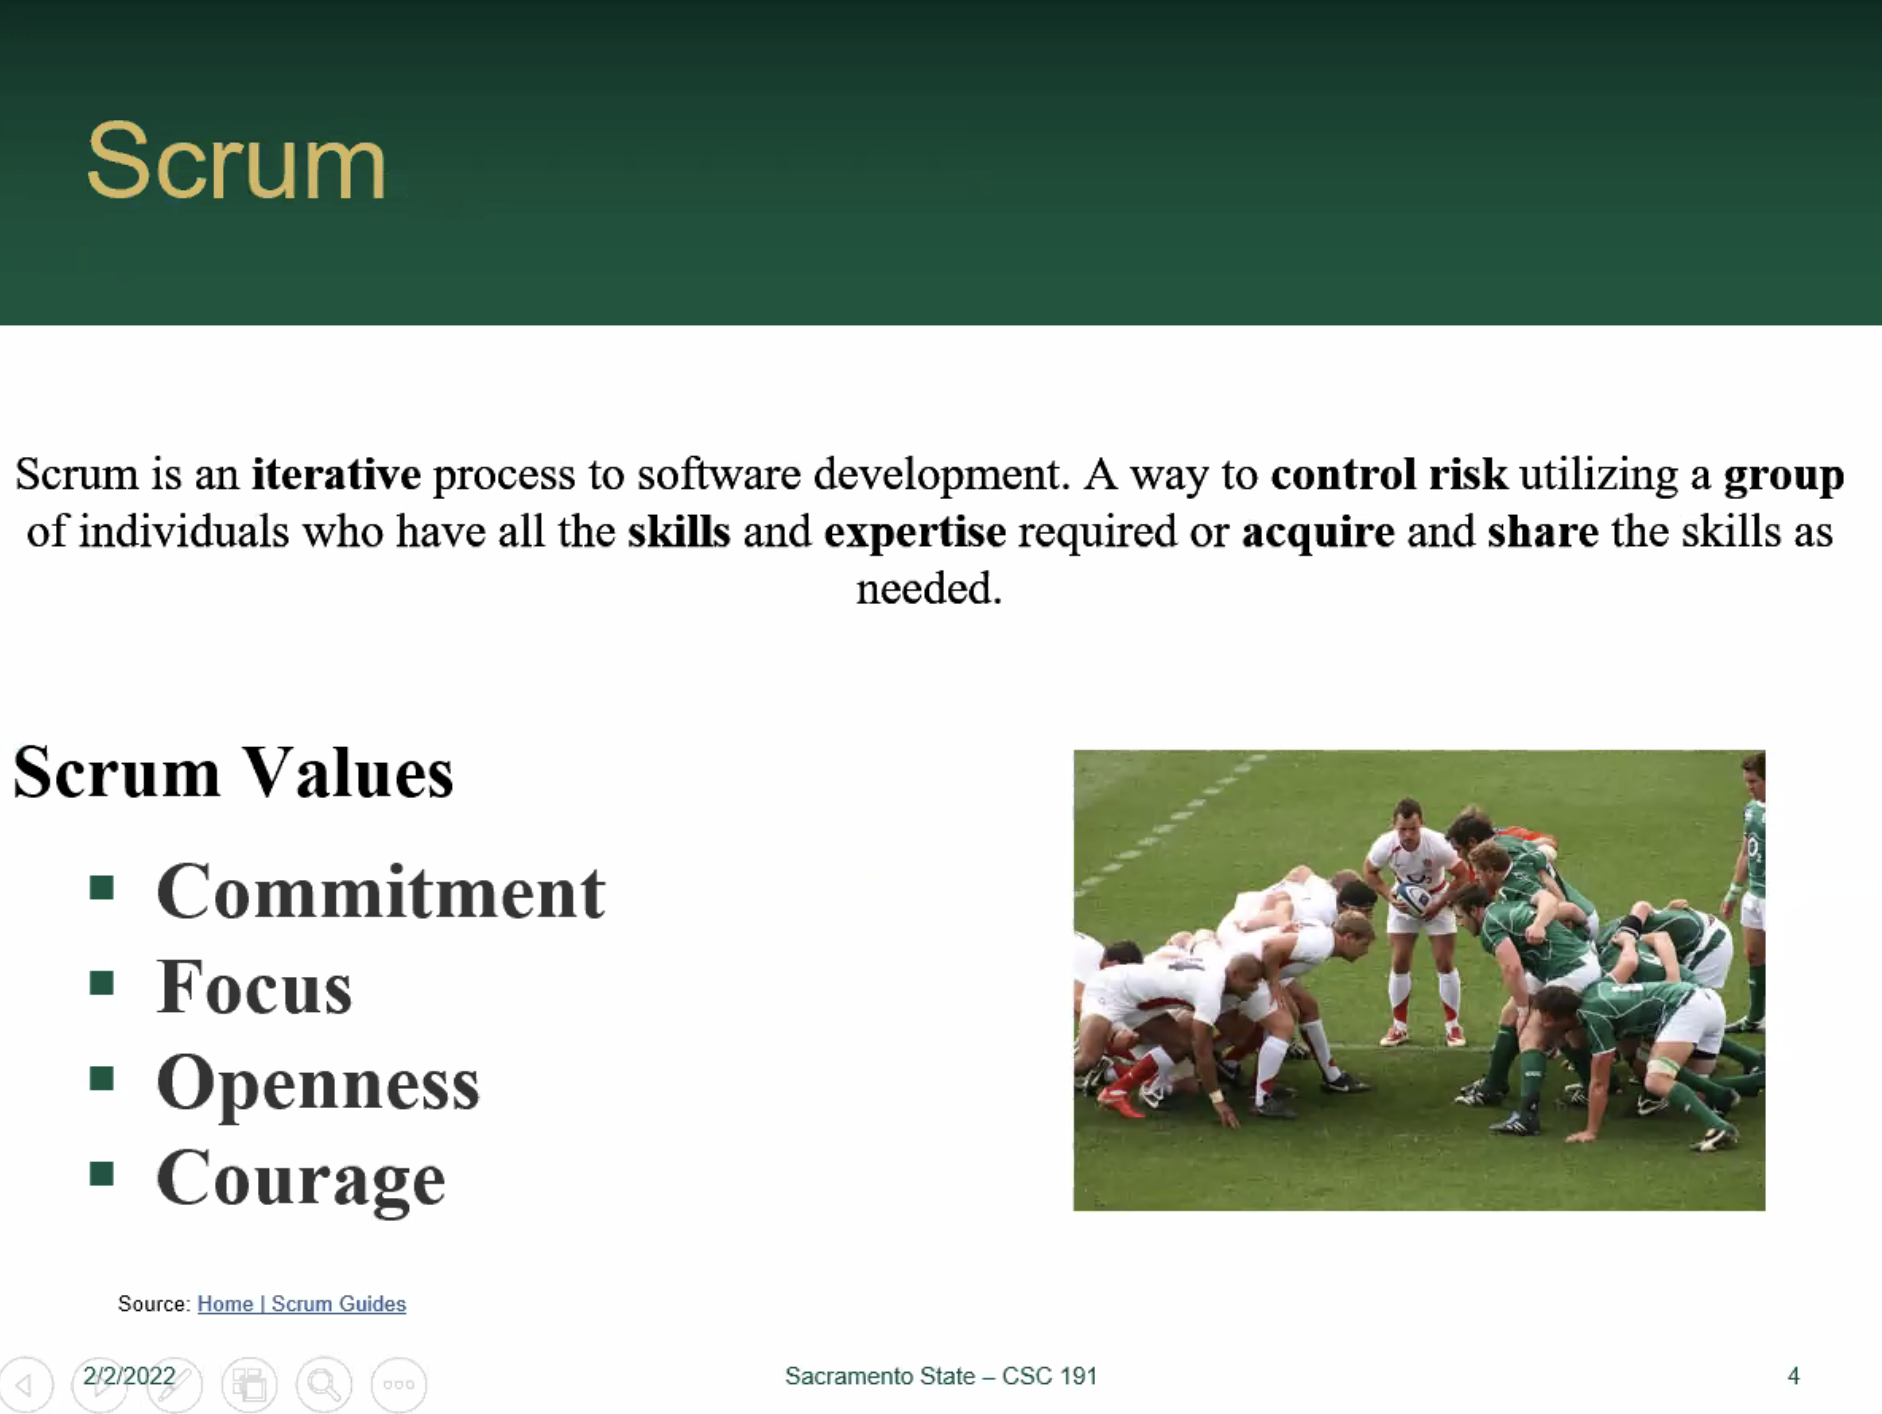 Scrum
Scrum is an iterative process to software development. A way to control risk utilizing a group
of individuals who have all the skills and expertise required or acquire and share the skills as
needed.
Scrum Values
Commitment
Focus
Openness
Courage
Source: Home | Scrum Guides
2/2/2022
Sacramento State – CSC 191
4